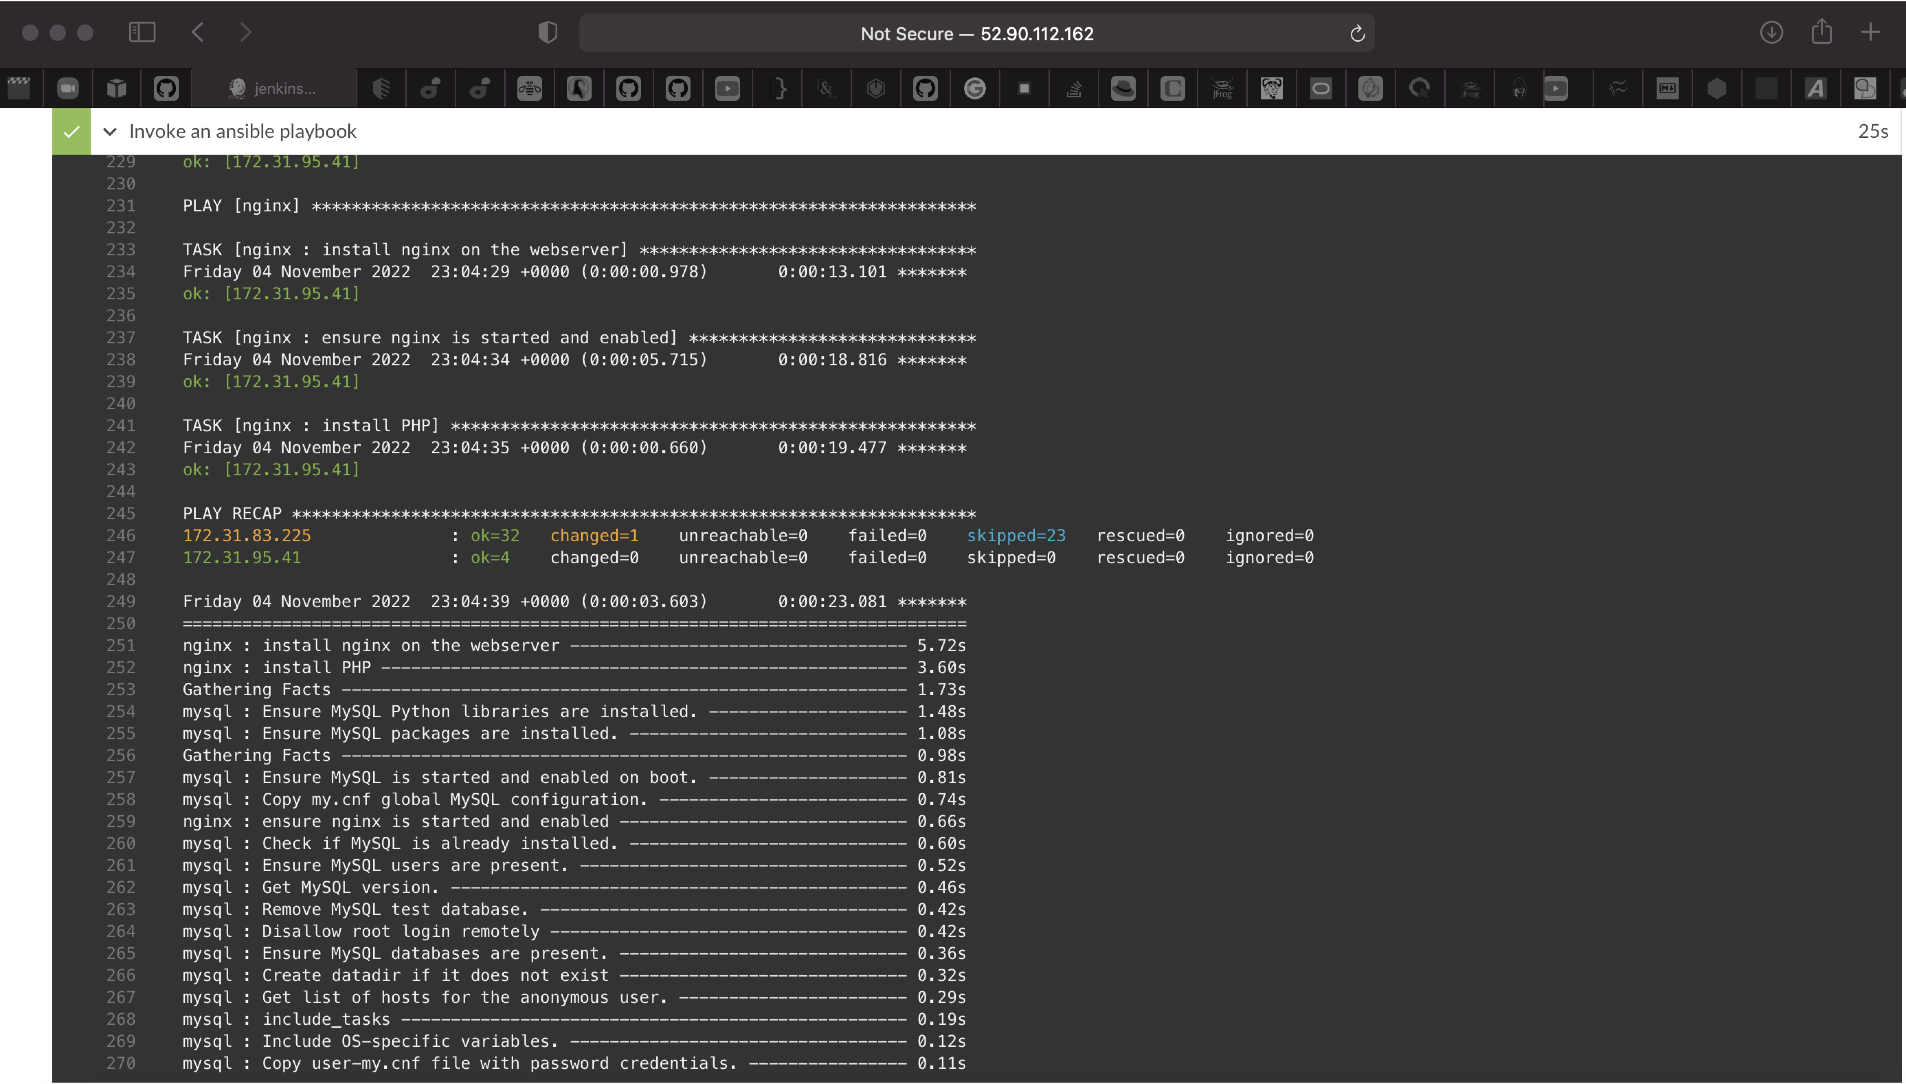 Not Secure — 52.90.112.162
jenkins...
Invoke an ansible playbook 25s
229 ok: [172.31.95.41]
230
231 PLAY [nginx] *******************************************************************
232
233 TASK [nginx : install nginx on the webserver] **********************************
234 Friday 04 November 2022  23:04:29 +0000 (0:00:00.978)       0:00:13.101 *******
235 ok: [172.31.95.41]
236
237 TASK [nginx : ensure nginx is started and enabled] *****************************
238 Friday 04 November 2022  23:04:34 +0000 (0:00:05.715)       0:00:18.816 *******
239 ok: [172.31.95.41]
240
241 TASK [nginx : install PHP] *****************************************************
242 Friday 04 November 2022  23:04:35 +0000 (0:00:00.660)       0:00:19.477 *******
243 ok: [172.31.95.41]
244
245 PLAY RECAP *********************************************************************
246 172.31.83.225              : ok=32   changed=1    unreachable=0    failed=0    skipped=23   rescued=0    ignored=0
247 172.31.95.41               : ok=4    changed=0    unreachable=0    failed=0    skipped=0    rescued=0    ignored=0
248
249 Friday 04 November 2022  23:04:39 +0000 (0:00:03.603)       0:00:23.081 *******
250 ===============================================================================
251 nginx : install nginx on the webserver ---------------------------------- 5.72s
252 nginx : install PHP ----------------------------------------------------- 3.60s
253 Gathering Facts --------------------------------------------------------- 1.73s
254 mysql : Ensure MySQL Python libraries are installed. -------------------- 1.48s
255 mysql : Ensure MySQL packages are installed. ---------------------------- 1.08s
256 Gathering Facts --------------------------------------------------------- 0.98s
257 mysql : Ensure MySQL is started and enabled on boot. -------------------- 0.81s
258 mysql : Copy my.cnf global MySQL configuration. ------------------------- 0.74s
259 nginx : ensure nginx is started and enabled ----------------------------- 0.66s
260 mysql : Check if MySQL is already installed. ---------------------------- 0.60s
261 mysql : Ensure MySQL users are present. --------------------------------- 0.52s
262 mysql : Get MySQL version. ---------------------------------------------- 0.46s
263 mysql : Remove MySQL test database. ------------------------------------- 0.42s
264 mysql : Disallow root login remotely ------------------------------------ 0.42s
265 mysql : Ensure MySQL databases are present. ----------------------------- 0.36s
266 mysql : Create datadir if it does not exist ----------------------------- 0.32s
267 mysql : Get list of hosts for the anonymous user. ----------------------- 0.29s
268 mysql : include_tasks --------------------------------------------------- 0.19s
269 mysql : Include OS-specific variables. ---------------------------------- 0.12s
270 mysql : Copy user-my.cnf file with password credentials. ---------------- 0.11s